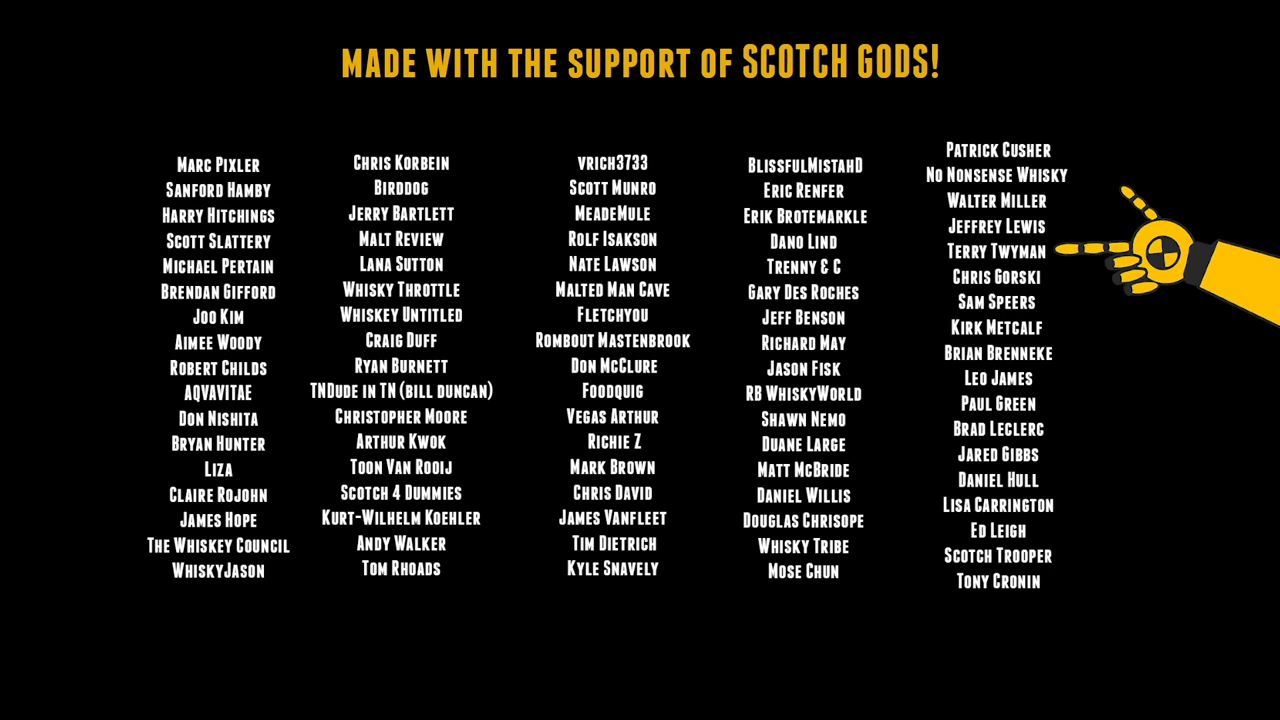 MADE WITH THE SUPPORT OF SCOTCH GODS!
Marc Pixler
Sanford Hamby
Harry Hitchings
Scott Slattery
Michael Pertain
Brendan Gifford
Joo Kim
Aimee Woody
Robert Childs
AQVAVITAE
Don Nishita
Bryan Hunter
Liza
Claire Rojohn
James Hope
The Whiskey Council
WhiskyJason
Chris Korbein
Birddog
Jerry Bartlett
Malt Review
Lana Sutton
Whisky Throttle
Whiskey Untitled
Craig Duff
Ryan Burnett
TNDude in TN (bill duncan)
Christopher Moore
Arthur Kwok
Toon Van Rooij
Scotch 4 Dummies
Kurt-Wilhelm Koehler
Andy Walker
Tom Rhoads
vrich3733
Scott Munro
MeadeMule
Rolf Isakson
Nate Lawson
Malted Man Cave
Fletchyou
Rombout Mastenbrook
Don McClure
Foodquig
Vegas Arthur
Richie Z
Mark Brown
Chris David
James Vanfleet
Tim Dietrich
Kyle Snavely
BlissfulMistahD
Eric Renfer
Erik Brotemarkle
Dano Lind
Trenny & C
Gary Des Roches
Jeff Benson
Richard May
Jason Fisk
RB WhiskyWorld
Shawn Nemo
Duane Large
Matt McBride
Daniel Willis
Douglas Chrisope
Whisky Tribe
Mose Chun
Patrick Cusher
No Nonsense Whisky
Walter Miller
Jeffrey Lewis
Terry Twyman
Chris Gorski
Sam Speers
Kirk Metcalf
Brian Brenneke
Leo James
Paul Green
Brad Leclerc
Jared Gibbs
Daniel Hull
Lisa Carrington
Ed Leigh
Scotch Trooper
Tony Cronin